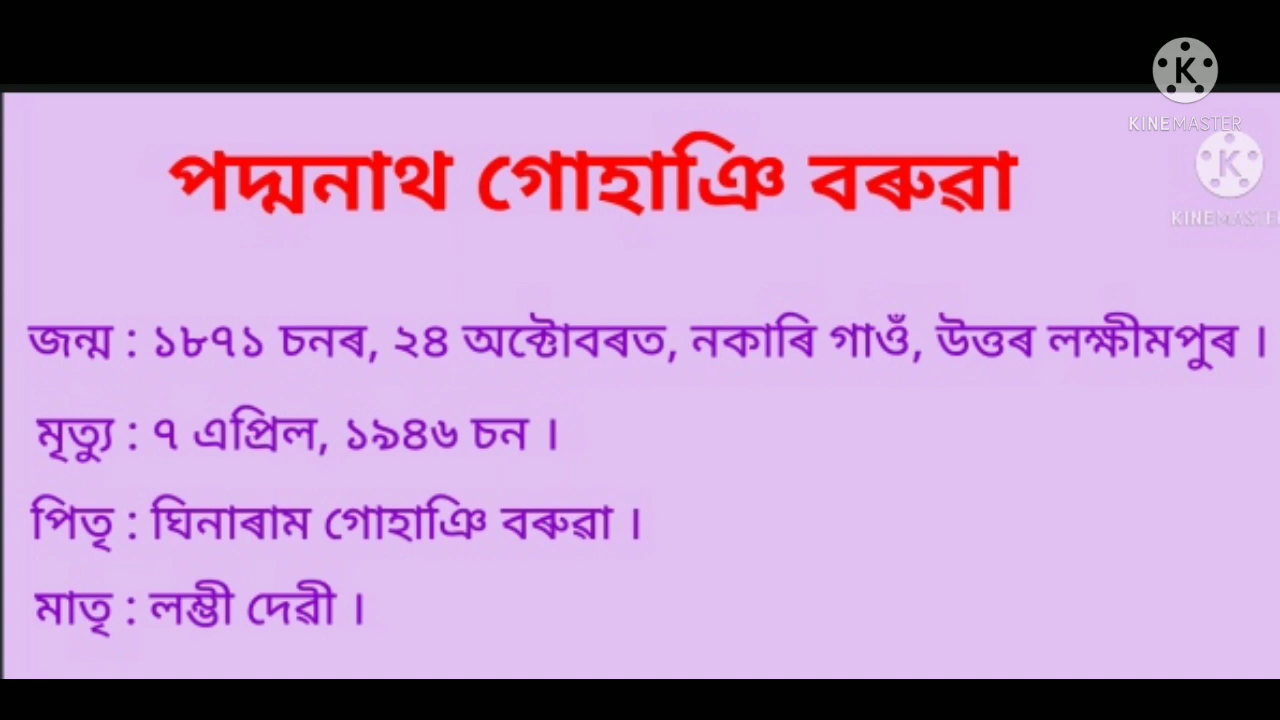 KINEMASTER
KINEMASTER
পদ্মনাথ গোহাঞি বৰুৱা
জন্ম : ১৮৭১ চনৰ, ২৪ অক্টোবৰত, নকাৰি গাওঁ, উত্তৰ লক্ষীমপুৰ ।
মৃত্যু : ৭ এপ্ৰিল, ১৯৪৬ চন ।
পিতৃ : ঘিনাৰাম গোহাঞি বৰুৱা ।
মাতৃ : লম্ভী দেৱী ।